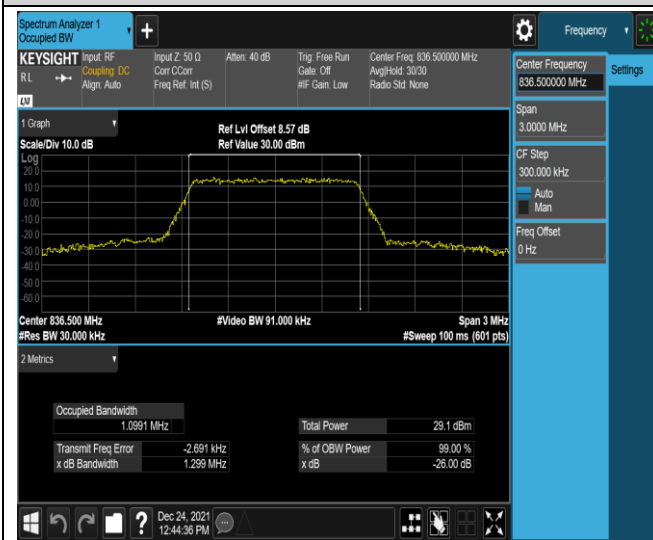 Spectrum Analyzer 1
Occupied BW
+
Frequency
KEYSIGHT
Input: RF
Input Z: 50 Ω
Atten: 40 dB
Trig: Free Run
Center Freq: 836.500000 MHz
R L
Coupling: DC
Corr CCorr
Gate: Off
Avg|Hold: 30/30
Align: Auto
Freq Ref: Int (S)
#IF Gain: Low
Radio Std: None
LXI
Center Frequency
836.500000 MHz
Settings
Span
3.0000 MHz
CF Step
300.000 kHz
Auto
Man
Freq Offset
0 Hz
1 Graph
Ref Lvl Offset 8.57 dB
Scale/Div 10.0 dB
Ref Value 30.00 dBm
Log
20.0
10.0
0.00
-10.0
-20.0
-30.0
-40.0
-50.0
-60.0
Center 836.500 MHz
#Video BW 91.000 kHz
Span 3 MHz
#Res BW 30.000 kHz
#Sweep 100 ms (601 pts)
2 Metrics
Occupied Bandwidth
1.0991 MHz
Total Power
29.1 dBm
Transmit Freq Error
-2.691 kHz
% of OBW Power
99.00 %
x dB Bandwidth
1.299 MHz
x dB
-26.00 dB
?
Dec 24, 2021
12:44:36 PM